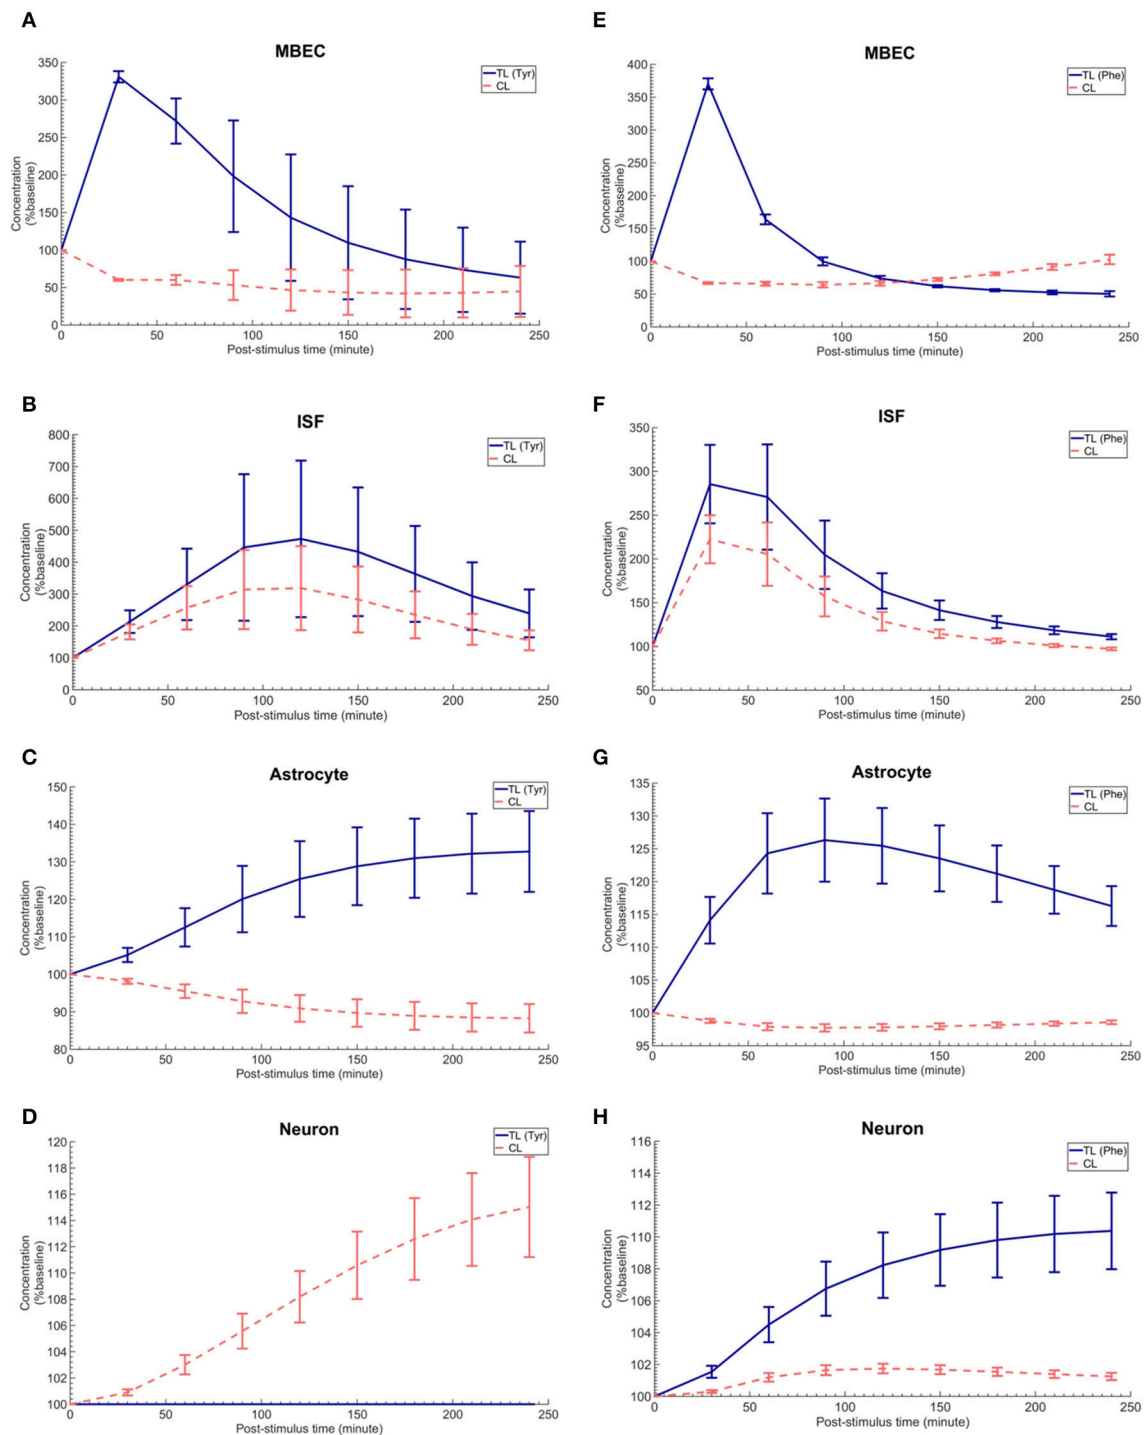 A
MBEC
TL (Tyr)
CL
Concentration
(%baseline)
350
300
250
200
150
100
50
0
0 50 100 150 200 250
Post-stimulus time (minute)
E
MBEC
TL (Phe)
CL
Concentration
(%baseline)
400
350
300
250
200
150
100
50
0
0 50 100 150 200 250
Post-stimulus time (minute)
B
ISF
TL (Tyr)
CL
Concentration
(%baseline)
800
700
600
500
400
300
200
100
0
0 50 100 150 200 250
Post-stimulus time (minute)
F
ISF
TL (Phe)
CL
Concentration
(%baseline)
350
300
250
200
150
100
50
0 50 100 150 200 250
Post-stimulus time (minute)
C
Astrocyte
TL (Tyr)
CL
Concentration
(%baseline)
150
140
130
120
110
100
90
80
0 50 100 150 200 250
Post-stimulus time (minute)
G
Astrocyte
TL (Phe)
CL
Concentration
(%baseline)
135
130
125
120
115
110
105
100
95
0 50 100 150 200 250
Post-stimulus time (minute)
D
Neuron
TL (Tyr)
CL
Concentration
(%baseline)
120
118
116
114
112
110
108
106
104
102
100
0 50 100 150 200 250
Post-stimulus time (minute)
H
Neuron
TL (Phe)
CL
Concentration
(%baseline)
116
114
112
110
108
106
104
102
100
0 50 100 150 200 250
Post-stimulus time (minute)